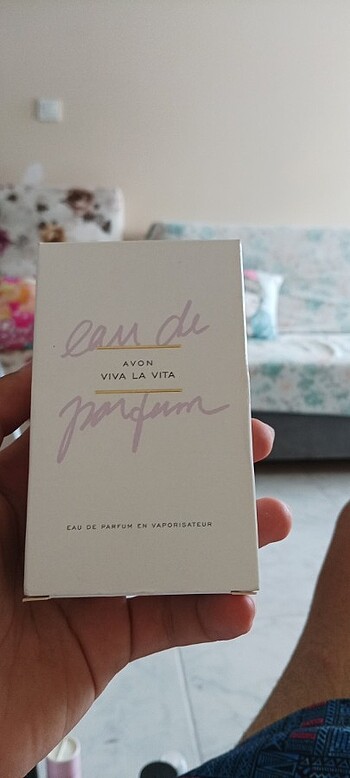 eau de
AVON
VIVA LA VITA
parfum
EAU DE PARFUM EN VAPORISATEUR